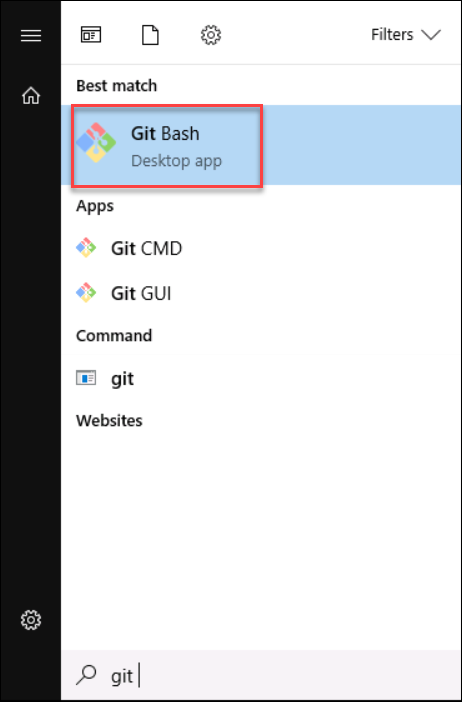 Filters
Best match
Git Bash
Desktop app
Apps
Git CMD
Git GUI
Command
git
Websites
git